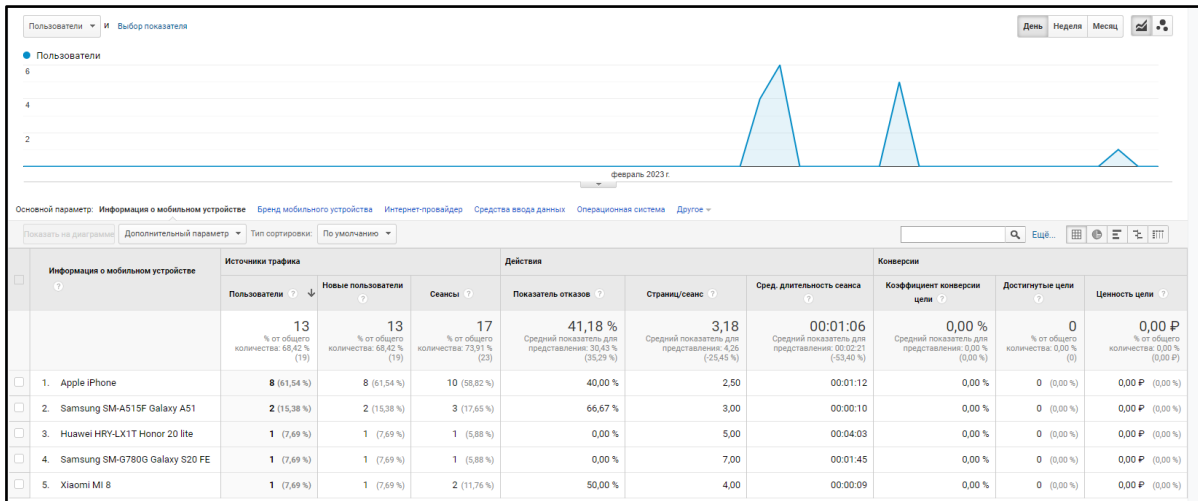 Пользователи и Выбор показателя День Неделя Месяц
Пользователи
6
4
2
февраль 2023 г.
Основной параметр: Информация о мобильном устройстве Бренд мобильного устройства Интернет-провайдер Средства ввода данных Операционная система Другое
Показать на диаграмме Дополнительный параметр Тип сортировки: По умолчанию Ещё...
Информация о мобильном устройстве ?
Источники трафика Действия Конверсии
Пользователи ? Новые пользователи ? Сеансы ? Показатель отказов ? Страниц/сеанс ? Сред. длительность сеанса ? Коэффициент конверсии цели ? Достигнутые цели ? Ценность цели ?
13 13 17 41,18 % 3,18 00:01:06 0,00 % 0 0,00 ₽
% от общего количества: 68,42 % (19)
% от общего количества: 68,42 % (19)
% от общего количества: 73,91 % (23)
Средний показатель для представления: 30,43 % (35,29 %)
Средний показатель для представления: 4,26 (-25,45 %)
Средний показатель для представления: 00:02:21 (-53,40 %)
Средний показатель для представления: 0,00 % (0,00 %)
% от общего количества: 0,00 % (0)
% от общего количества: 0,00 % (0,00 ₽)
1. Apple iPhone 8 (61,54 %) 8 (61,54 %) 10 (58,82 %) 40,00 % 2,50 00:01:12 0,00 % 0 (0,00 %) 0,00 ₽ (0,00 %)
2. Samsung SM-A515F Galaxy A51 2 (15,38 %) 2 (15,38 %) 3 (17,65 %) 66,67 % 3,00 00:00:10 0,00 % 0 (0,00 %) 0,00 ₽ (0,00 %)
3. Huawei HRY-LX1T Honor 20 lite 1 (7,69 %) 1 (7,69 %) 1 (5,88 %) 0,00 % 5,00 00:04:03 0,00 % 0 (0,00 %) 0,00 ₽ (0,00 %)
4. Samsung SM-G780G Galaxy S20 FE 1 (7,69 %) 1 (7,69 %) 1 (5,88 %) 0,00 % 7,00 00:01:45 0,00 % 0 (0,00 %) 0,00 ₽ (0,00 %)
5. Xiaomi MI 8 1 (7,69 %) 1 (7,69 %) 2 (11,76 %) 50,00 % 4,00 00:00:09 0,00 % 0 (0,00 %) 0,00 ₽ (0,00 %)